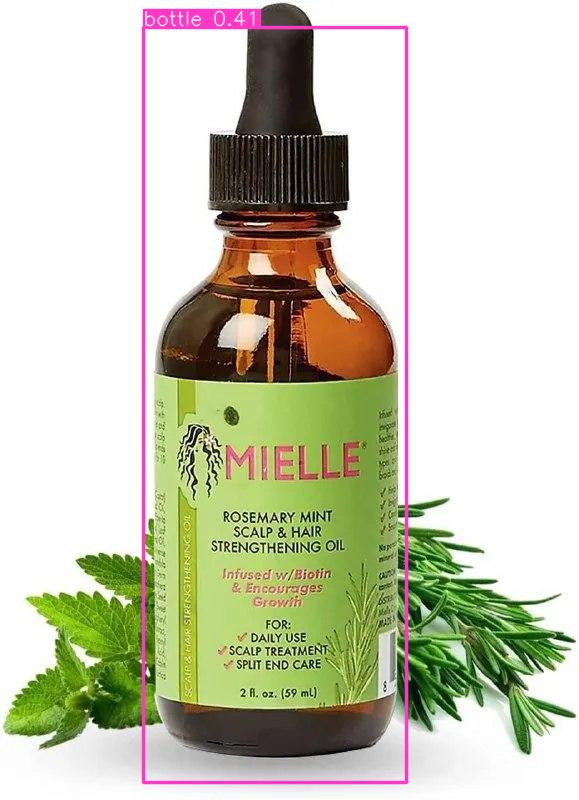 bottle 0.41
MIELLE®
ROSEMARY MINT
SCALP & HAIR
STRENGTHENING OIL
Infused w/Biotin
& Encourages
Growth
FOR:
✓ DAILY USE
✓ SCALP TREATMENT
✓ SPLIT END CARE
2 fl. oz. (59 mL)
SCALP & HAIR STRENGTHENING OIL